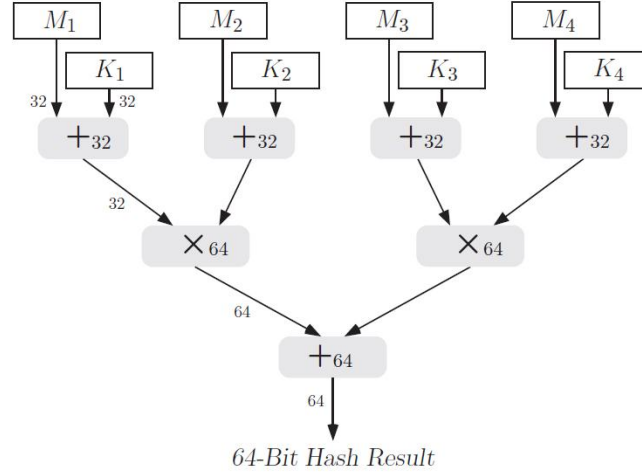 M₁ M₂ M₃ M₄
K₁ K₂ K₃ K₄
32 32
+₃₂ +₃₂ +₃₂ +₃₂
32
×₆₄ ×₆₄
64
+₆₄
64
64-Bit Hash Result